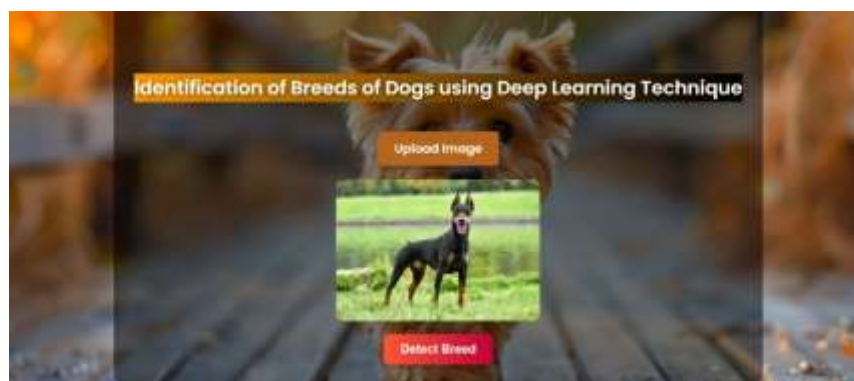 Identification of Breeds of Dogs using Deep Learning Technique
Upload Image
Detect Breed